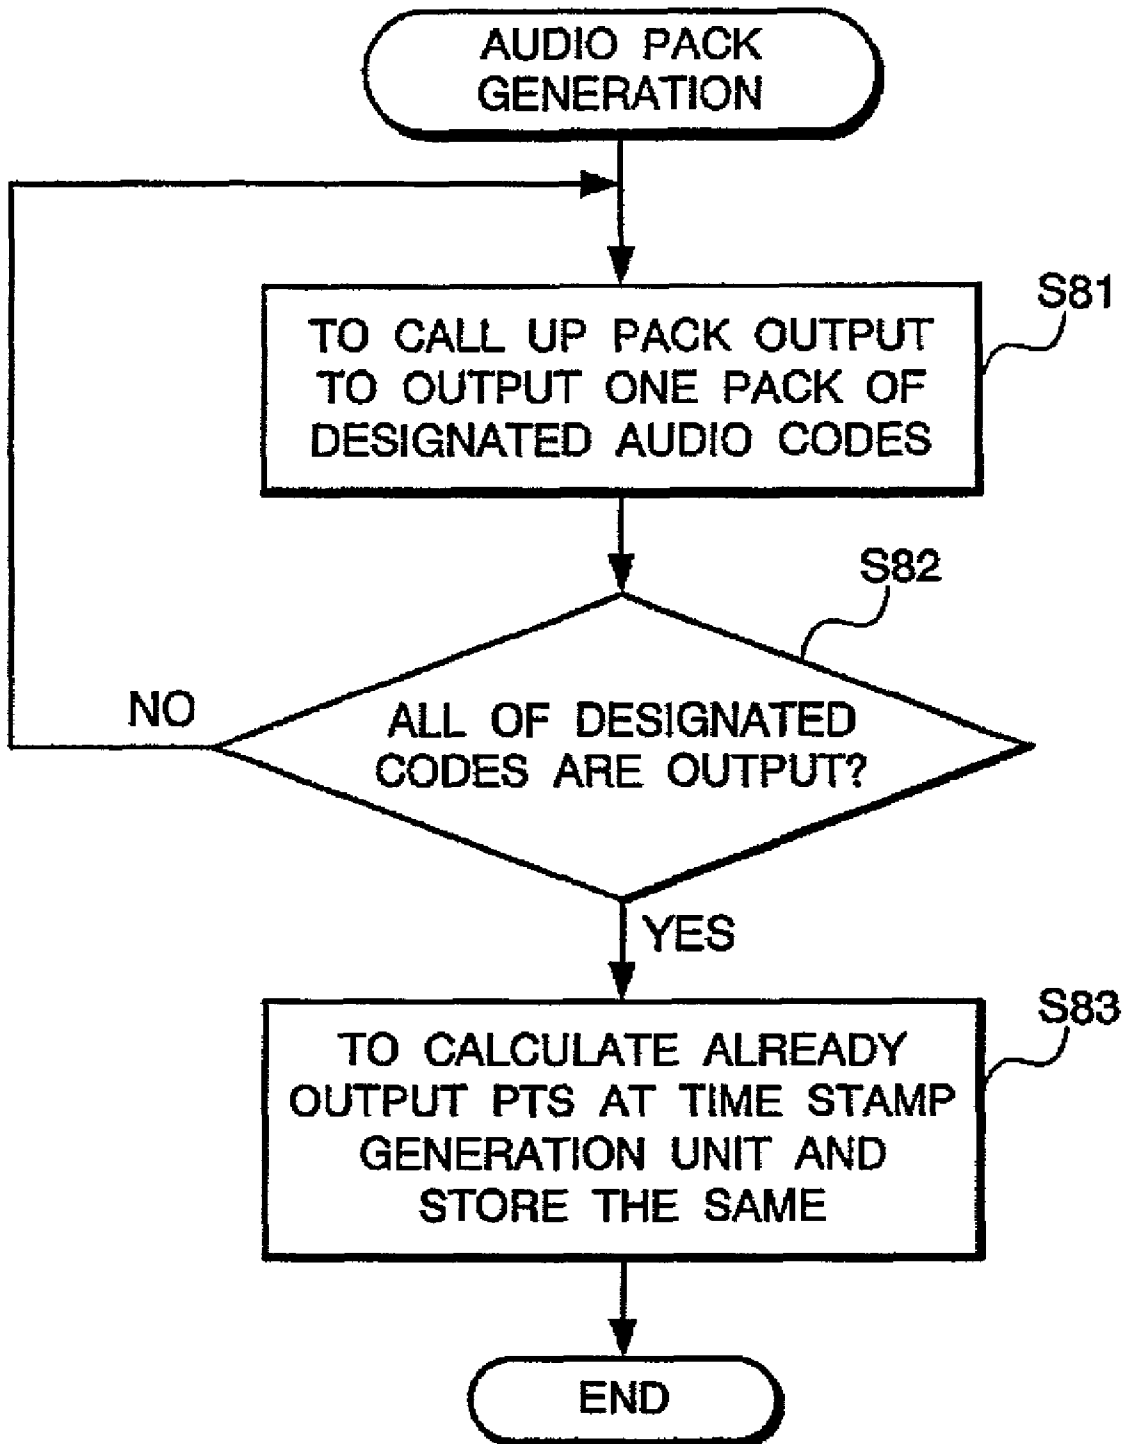 AUDIO PACK
GENERATION
S81
TO CALL UP PACK OUTPUT
TO OUTPUT ONE PACK OF
DESIGNATED AUDIO CODES
S82
NO
ALL OF DESIGNATED
CODES ARE OUTPUT?
YES
S83
TO CALCULATE ALREADY
OUTPUT PTS AT TIME STAMP
GENERATION UNIT AND
STORE THE SAME
END